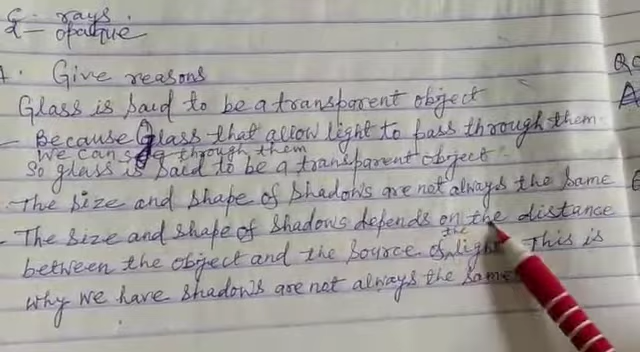 c- rays.
d- opaque
A. Give reasons
Glass is said to be a transparent object
- Because Glass that allow light to pass through them.
We can see through them
So glass is said to be a transparent object.
The size and shape of shadows are not always the same
- The size and shape of shadows depends on the distance
between the object and the source of the light This is
why we have shadows are not always the same